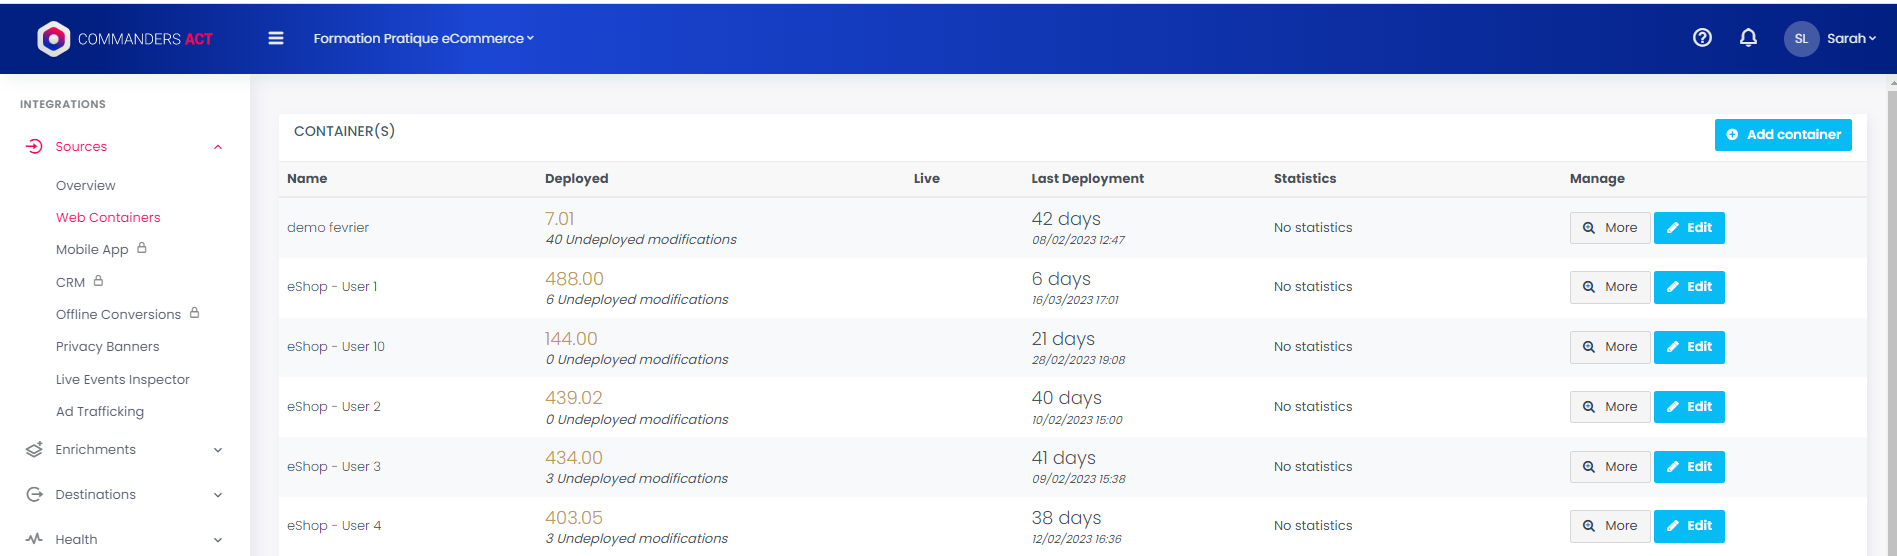 COMMANDERS ACT
Formation Pratique eCommerce
SL
Sarah
INTEGRATIONS
Sources
Overview
Web Containers
Mobile App
CRM
Offline Conversions
Privacy Banners
Live Events Inspector
Ad Trafficking
Enrichments
Destinations
Health
CONTAINER(S)
Add container
Name Deployed Live Last Deployment Statistics Manage
demo fevrier 7.01 42 days No statistics More Edit
40 Undeployed modifications 08/02/2023 12:47
eShop - User 1 488.00 6 days No statistics More Edit
6 Undeployed modifications 16/03/2023 17:01
eShop - User 10 144.00 21 days No statistics More Edit
0 Undeployed modifications 28/02/2023 19:08
eShop - User 2 439.02 40 days No statistics More Edit
0 Undeployed modifications 10/02/2023 15:00
eShop - User 3 434.00 41 days No statistics More Edit
3 Undeployed modifications 09/02/2023 15:38
eShop - User 4 403.05 38 days No statistics More Edit
3 Undeployed modifications 12/02/2023 16:36